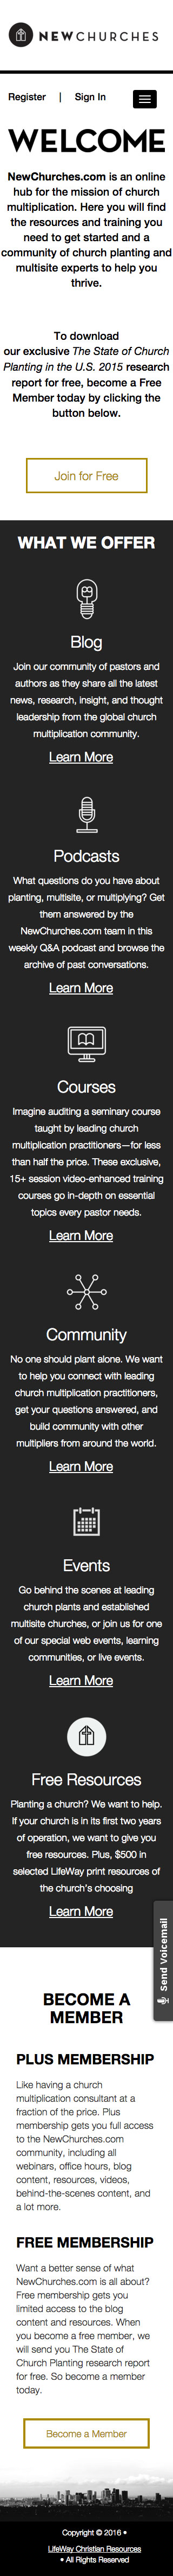 NEWCHURCHES
Register | Sign In
WELCOME
NewChurches.com is an online
hub for the mission of church
multiplication. Here you will find
the resources and training you
need to get started and a
community of church planting and
multisite experts to help you
thrive.
To download
our exclusive The State of Church
Planting in the U.S. 2015 research
report for free, become a Free
Member today by clicking the
button below.
Join for Free
WHAT WE OFFER
Blog
Join our community of pastors and
authors as they share all the latest
news, research, insight, and thought
leadership from the global church
multiplication community.
Learn More
Podcasts
What questions do you have about
planting, multisite, or multiplying? Get
them answered by the
NewChurches.com team in this
weekly Q&A podcast and browse the
archive of past conversations.
Learn More
Courses
Imagine auditing a seminary course
taught by leading church
multiplication practitioners—for less
than half the price. These exclusive,
15+ session video-enhanced training
courses go in-depth on essential
topics every pastor needs.
Learn More
Community
No one should plant alone. We want
to help you connect with leading
church multiplication practitioners,
get your questions answered, and
build community with other
multipliers from around the world.
Learn More
Events
Go behind the scenes at leading
church plants and established
multisite churches, or join us for one
of our special web events, learning
communities, or live events.
Learn More
Free Resources
Planting a church? We want to help.
If your church is in its first two years
of operation, we want to give you
free resources. Plus, $500 in
selected LifeWay print resources of
the church's choosing
Learn More
Send Voicemail
BECOME A
MEMBER
PLUS MEMBERSHIP
Like having a church
multiplication consultant at a
fraction of the price. Plus
membership gets you full access
to the NewChurches.com
community, including all
webinars, office hours, blog
content, resources, videos,
behind-the-scenes content, and
a lot more.
FREE MEMBERSHIP
Want a better sense of what
NewChurches.com is all about?
Free membership gets you
limited access to the blog
content and resources. When
you become a free member, we
will send you The State of
Church Planting research report
for free. So become a member
today.
Become a Member
Copyright © 2016 •
LifeWay Christian Resources
• All Rights Reserved